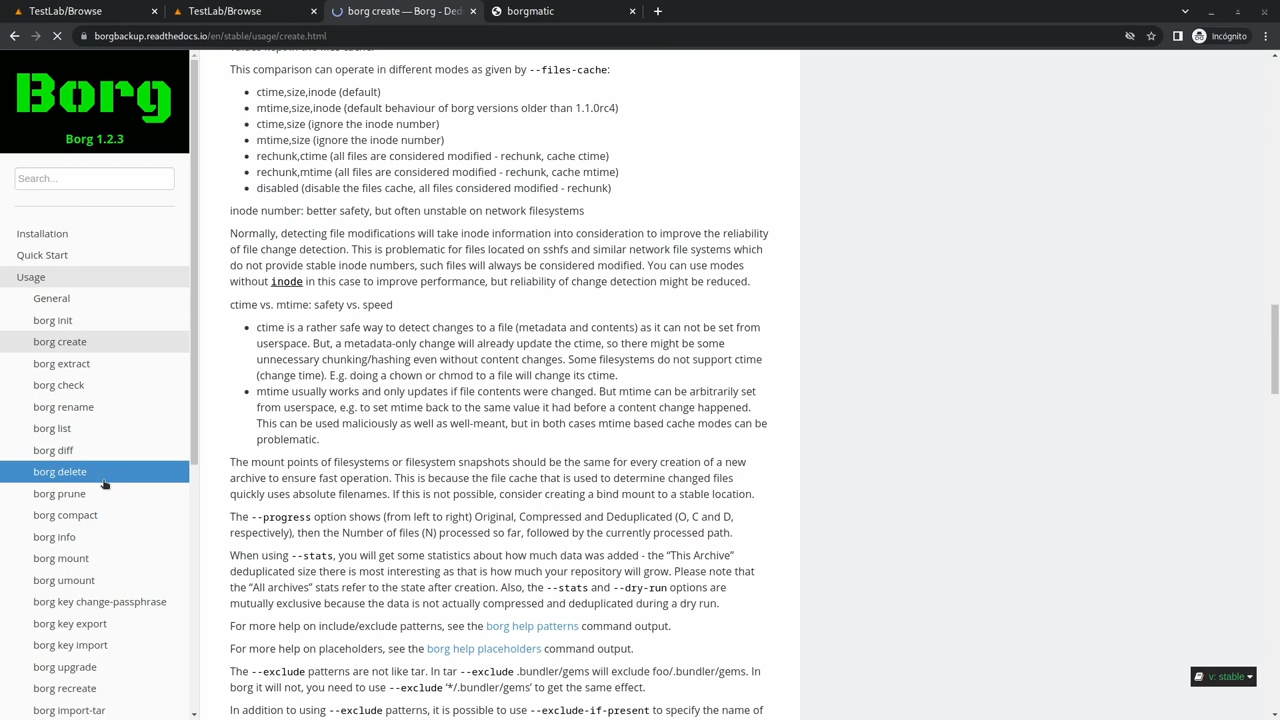 TestLab/Browse
TestLab/Browse
borg create — Borg - Ded
borgmatic
borgbackup.readthedocs.io/en/stable/usage/create.html
Incógnito
Borg
Borg 1.2.3
Search...
Installation
Quick Start
Usage
General
borg init
borg create
borg extract
borg check
borg rename
borg list
borg diff
borg delete
borg prune
borg compact
borg info
borg mount
borg umount
borg key change-passphrase
borg key export
borg key import
borg upgrade
borg recreate
borg import-tar
This comparison can operate in different modes as given by --files-cache:
• ctime,size,inode (default)
• mtime,size,inode (default behaviour of borg versions older than 1.1.0rc4)
• ctime,size (ignore the inode number)
• mtime,size (ignore the inode number)
• rechunk,ctime (all files are considered modified - rechunk, cache ctime)
• rechunk,mtime (all files are considered modified - rechunk, cache mtime)
• disabled (disable the files cache, all files considered modified - rechunk)
inode number: better safety, but often unstable on network filesystems
Normally, detecting file modifications will take inode information into consideration to improve the reliability
of file change detection. This is problematic for files located on sshfs and similar network file systems which
do not provide stable inode numbers, such files will always be considered modified. You can use modes
without inode in this case to improve performance, but reliability of change detection might be reduced.
ctime vs. mtime: safety vs. speed
• ctime is a rather safe way to detect changes to a file (metadata and contents) as it can not be set from
userspace. But, a metadata-only change will already update the ctime, so there might be some
unnecessary chunking/hashing even without content changes. Some filesystems do not support ctime
(change time). E.g. doing a chown or chmod to a file will change its ctime.
• mtime usually works and only updates if file contents were changed. But mtime can be arbitrarily set
from userspace, e.g. to set mtime back to the same value it had before a content change happened.
This can be used maliciously as well as well-meant, but in both cases mtime based cache modes can be
problematic.
The mount points of filesystems or filesystem snapshots should be the same for every creation of a new
archive to ensure fast operation. This is because the file cache that is used to determine changed files
quickly uses absolute filenames. If this is not possible, consider creating a bind mount to a stable location.
The --progress option shows (from left to right) Original, Compressed and Deduplicated (O, C and D,
respectively), then the Number of files (N) processed so far, followed by the currently processed path.
When using --stats, you will get some statistics about how much data was added - the “This Archive”
deduplicated size there is most interesting as that is how much your repository will grow. Please note that
the “All archives” stats refer to the state after creation. Also, the --stats and --dry-run options are
mutually exclusive because the data is not actually compressed and deduplicated during a dry run.
For more help on include/exclude patterns, see the borg help patterns command output.
For more help on placeholders, see the borg help placeholders command output.
The --exclude patterns are not like tar. In tar --exclude .bundler/gems will exclude foo/.bundler/gems. In
borg it will not, you need to use --exclude ‘*/.bundler/gems’ to get the same effect.
In addition to using --exclude patterns, it is possible to use --exclude-if-present to specify the name of
v: stable